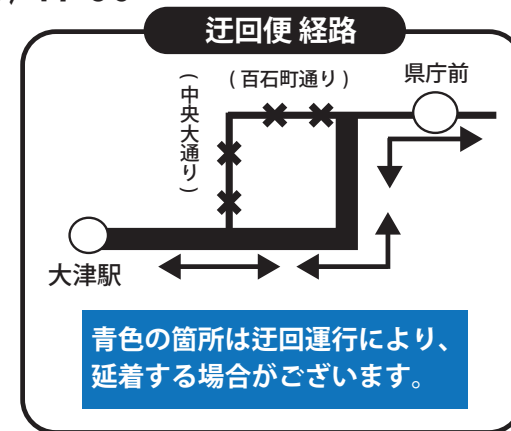 迂回便 経路
(中央大通り)
(百石町通り)
県庁前
大津駅
青色の箇所は迂回運行により、
延着する場合がございます。